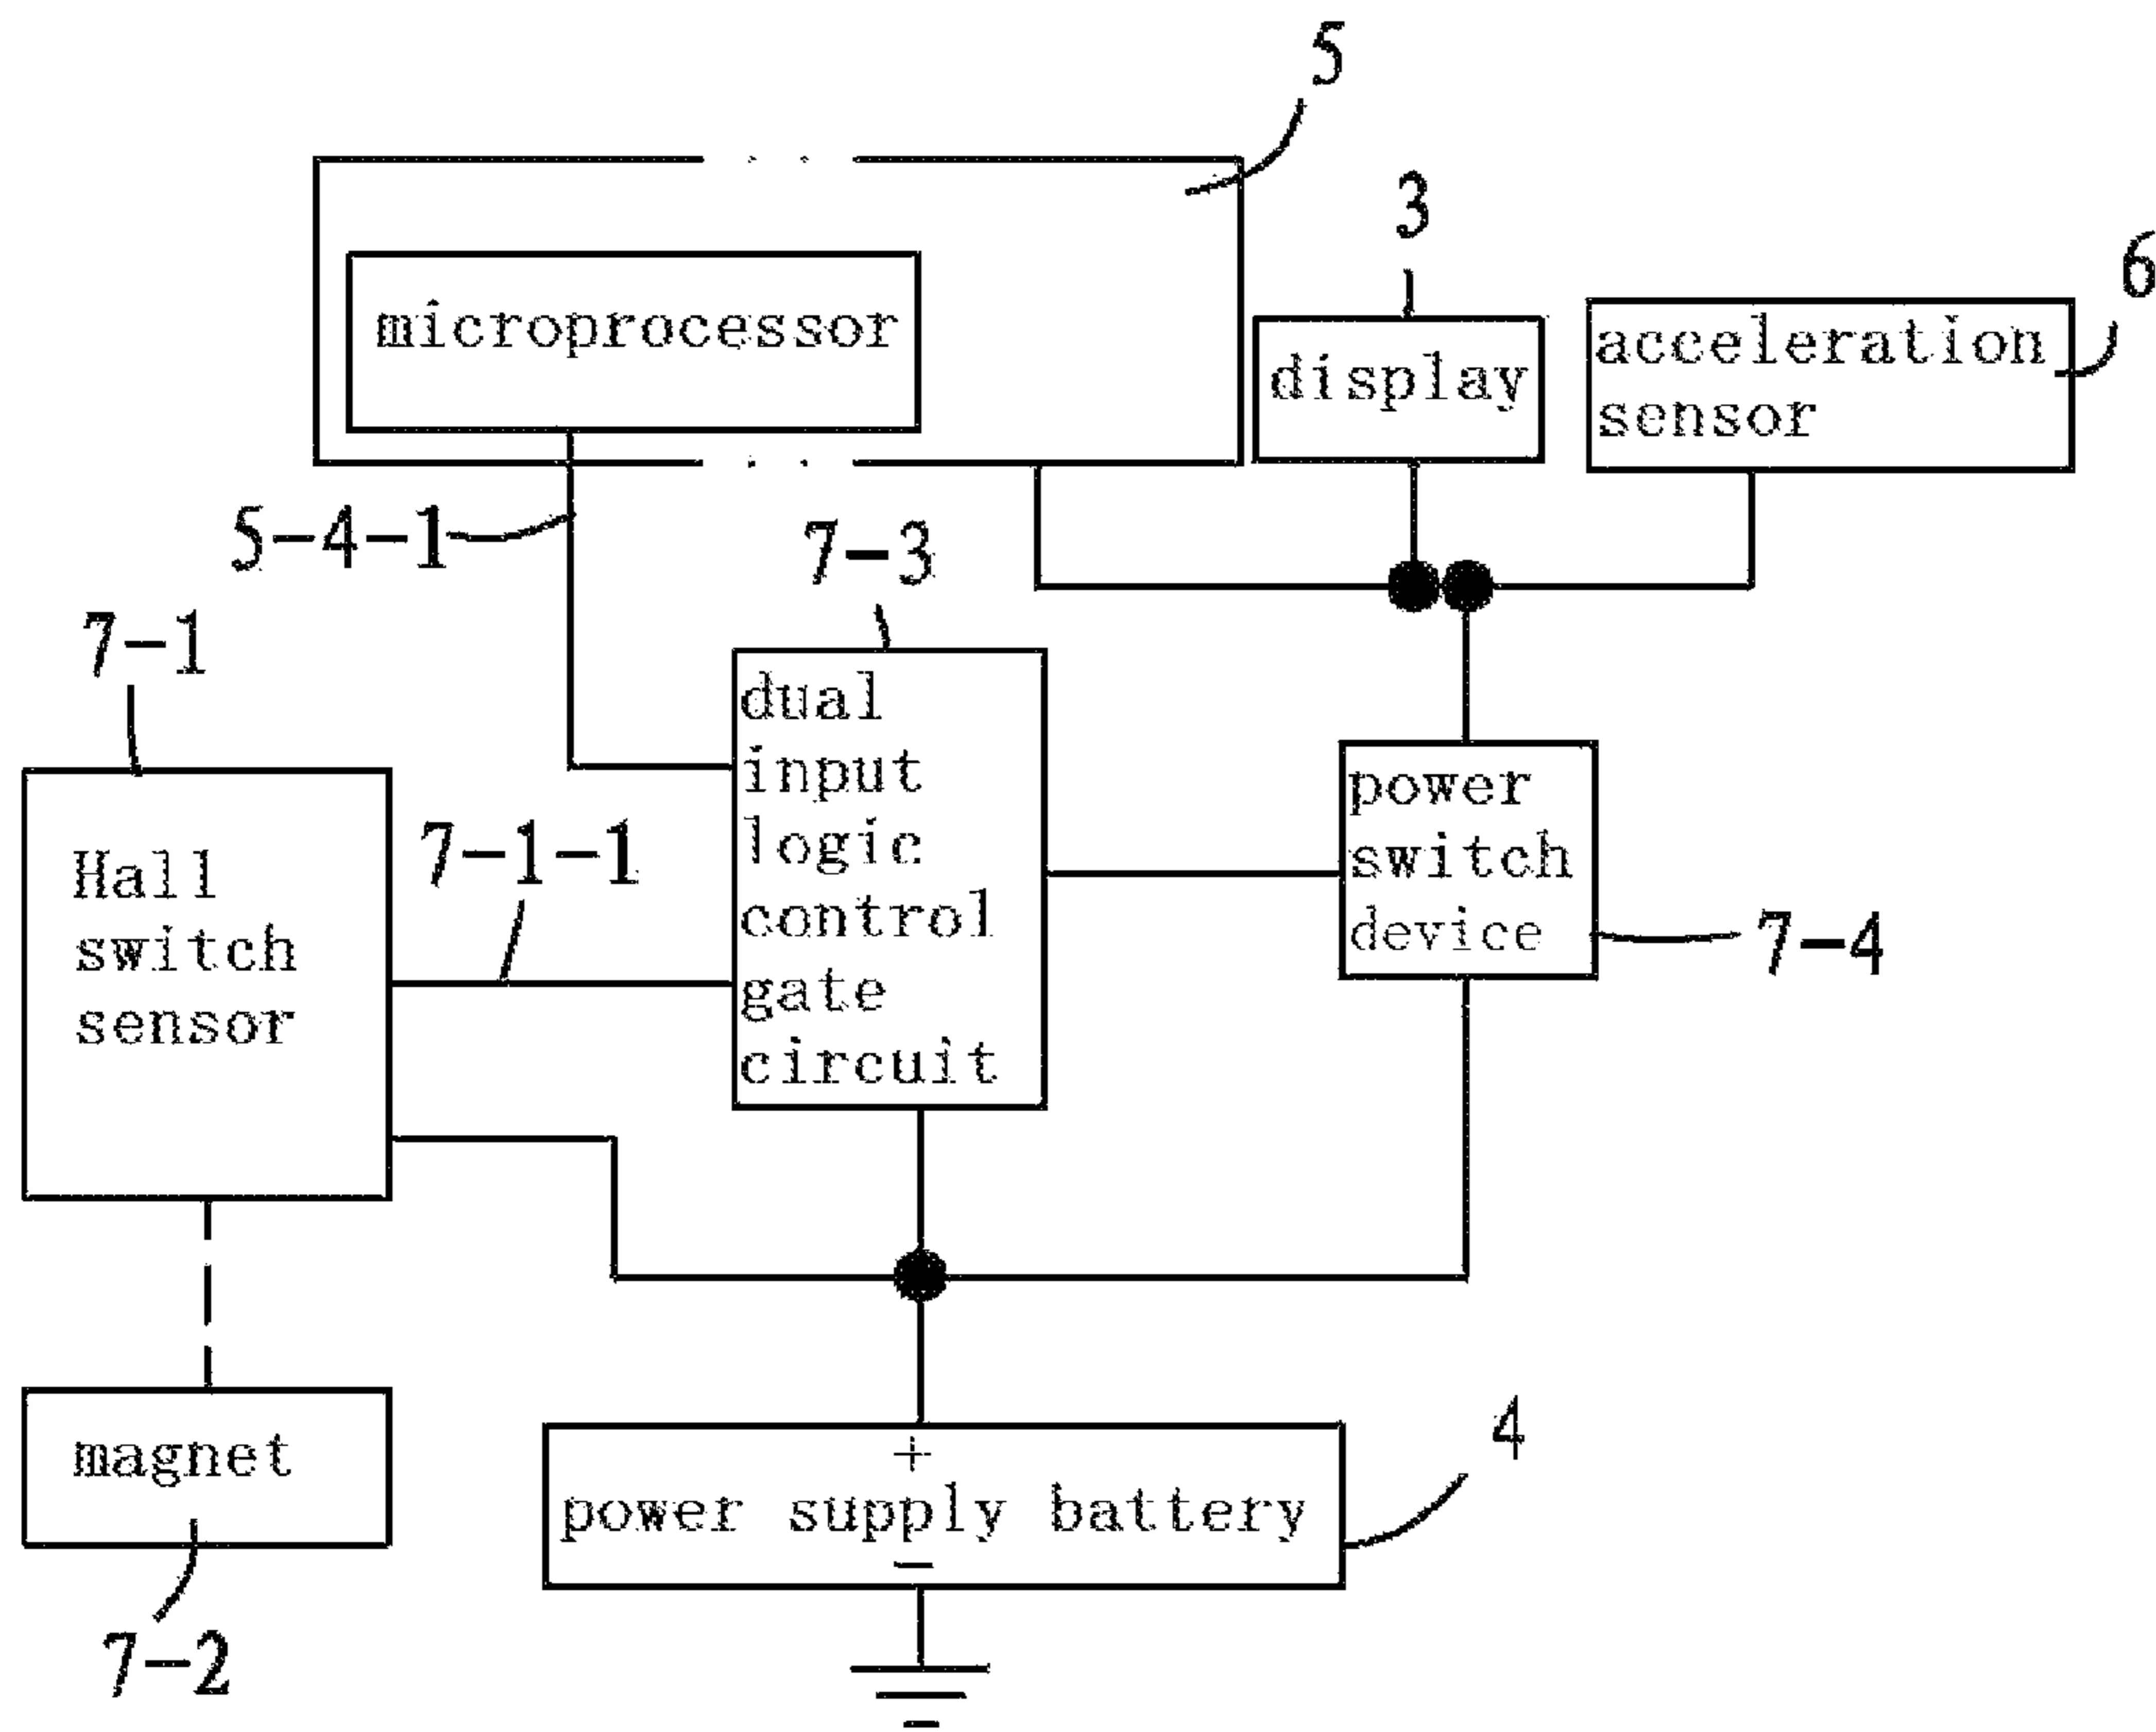 5
3
6
microprocessor
display
acceleration
sensor
5-4-1
7-3
7-1
dual
input
logic
control
gate
circuit
power
switch
device
7-1-1
Hall
switch
sensor
7-4
magnet
+
power supply battery
-
4
7-2